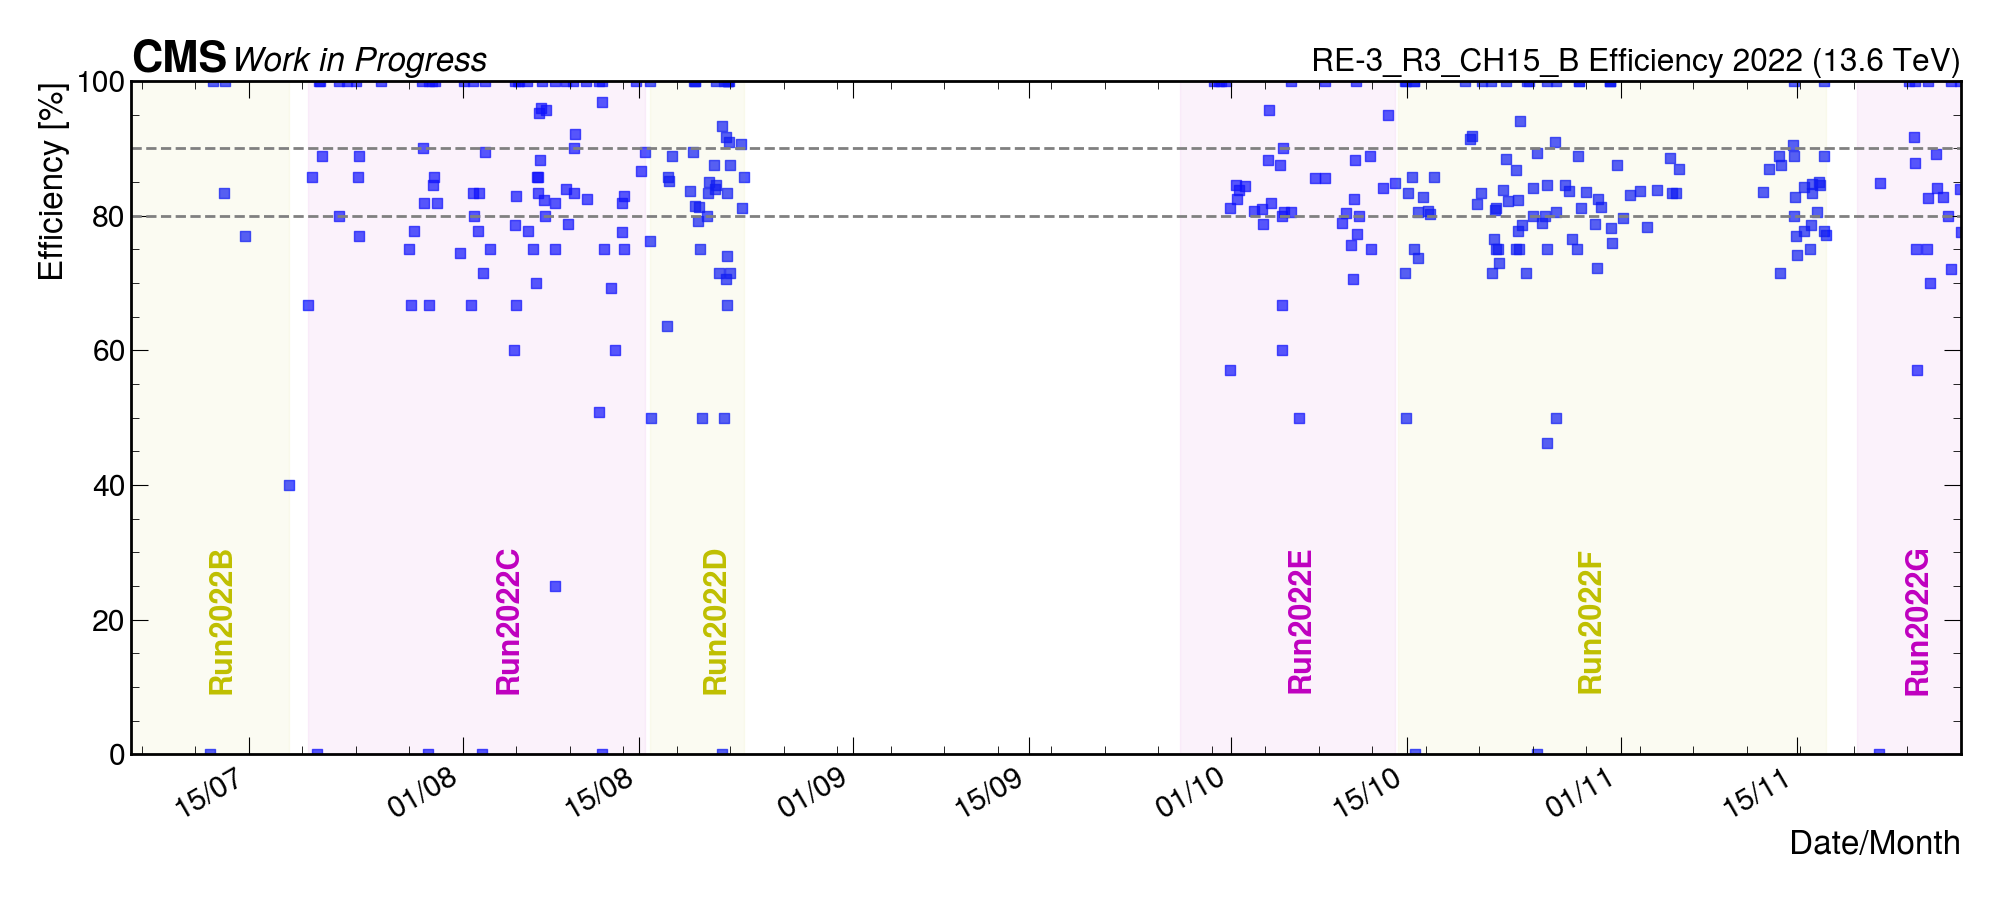 CMS Work in Progress
RE-3_R3_CH15_B Efficiency 2022 (13.6 TeV)
Efficiency [%]
100
80
60
40
20
0
Run2022B
Run2022C
Run2022D
Run2022E
Run2022F
Run2022G
15/07
01/08
15/08
01/09
15/09
01/10
15/10
01/11
15/11
Date/Month